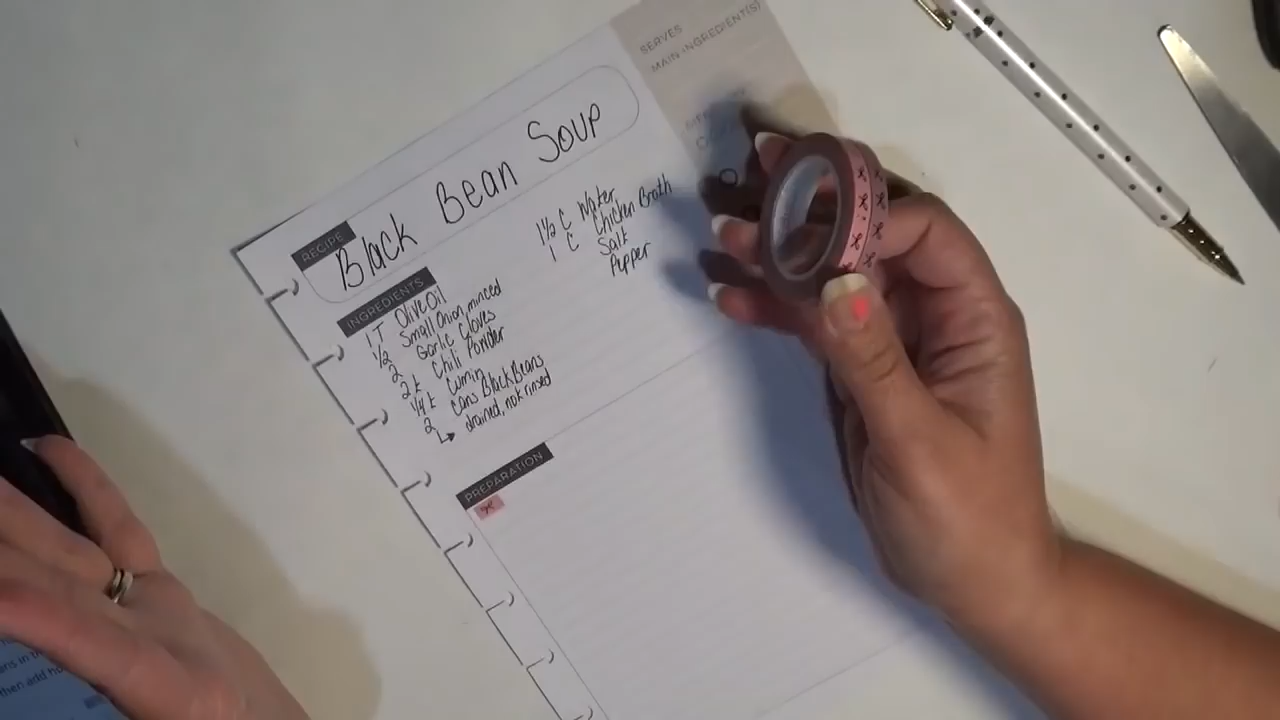 SERVES
MAIN INGREDIENT(S)
RECIPE
Black Bean Soup
INGREDIENTS
1 T Olive Oil
1/2 Small Onion, minced
2 Garlic Cloves
2 t Chili Powder
1/4 t Cumin
2 Cans Black Beans
drained, not rinsed
1 1/2 C Water
1 C Chicken Broth
Salt
Pepper
PREPARATION
then add